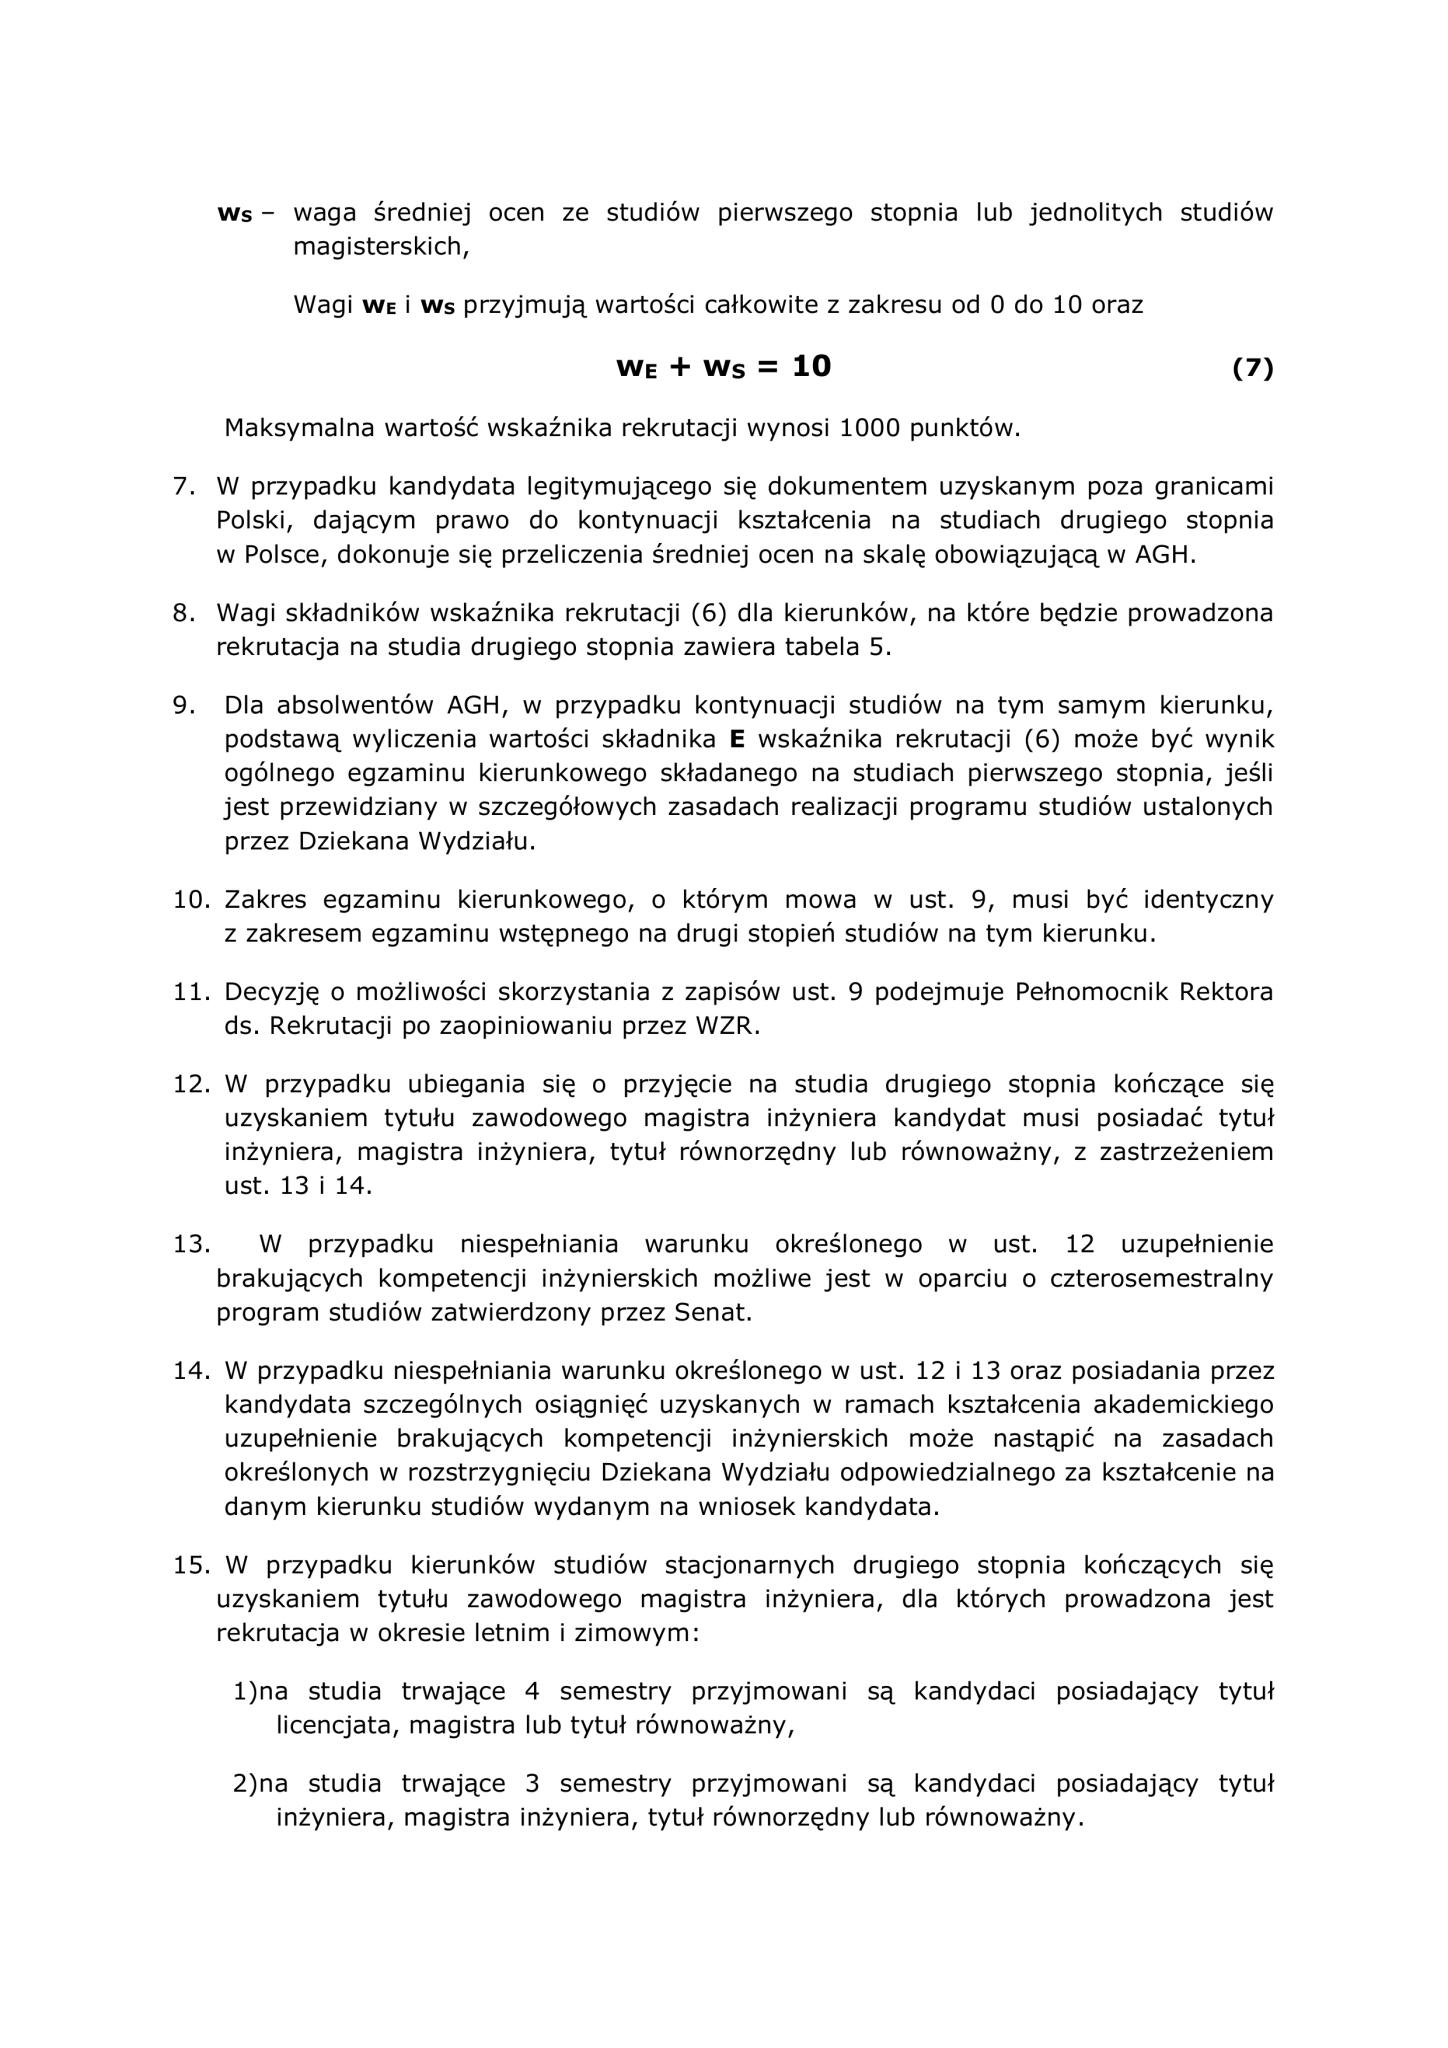 wS – waga średniej ocen ze studiów pierwszego stopnia lub jednolitych studiów
magisterskich,
Wagi wE i wS przyjmują wartości całkowite z zakresu od 0 do 10 oraz
wE + wS = 10 (7)
Maksymalna wartość wskaźnika rekrutacji wynosi 1000 punktów.
7. W przypadku kandydata legitymującego się dokumentem uzyskanym poza granicami
Polski, dającym prawo do kontynuacji kształcenia na studiach drugiego stopnia
w Polsce, dokonuje się przeliczenia średniej ocen na skalę obowiązującą w AGH.
8. Wagi składników wskaźnika rekrutacji (6) dla kierunków, na które będzie prowadzona
rekrutacja na studia drugiego stopnia zawiera tabela 5.
9. Dla absolwentów AGH, w przypadku kontynuacji studiów na tym samym kierunku,
podstawą wyliczenia wartości składnika E wskaźnika rekrutacji (6) może być wynik
ogólnego egzaminu kierunkowego składanego na studiach pierwszego stopnia, jeśli
jest przewidziany w szczegółowych zasadach realizacji programu studiów ustalonych
przez Dziekana Wydziału.
10. Zakres egzaminu kierunkowego, o którym mowa w ust. 9, musi być identyczny
z zakresem egzaminu wstępnego na drugi stopień studiów na tym kierunku.
11. Decyzję o możliwości skorzystania z zapisów ust. 9 podejmuje Pełnomocnik Rektora
ds. Rekrutacji po zaopiniowaniu przez WZR.
12. W przypadku ubiegania się o przyjęcie na studia drugiego stopnia kończące się
uzyskaniem tytułu zawodowego magistra inżyniera kandydat musi posiadać tytuł
inżyniera, magistra inżyniera, tytuł równorzędny lub równoważny, z zastrzeżeniem
ust. 13 i 14.
13. W przypadku niespełniania warunku określonego w ust. 12 uzupełnienie
brakujących kompetencji inżynierskich możliwe jest w oparciu o czterosemestralny
program studiów zatwierdzony przez Senat.
14. W przypadku niespełniania warunku określonego w ust. 12 i 13 oraz posiadania przez
kandydata szczególnych osiągnięć uzyskanych w ramach kształcenia akademickiego
uzupełnienie brakujących kompetencji inżynierskich może nastąpić na zasadach
określonych w rozstrzygnięciu Dziekana Wydziału odpowiedzialnego za kształcenie na
danym kierunku studiów wydanym na wniosek kandydata.
15. W przypadku kierunków studiów stacjonarnych drugiego stopnia kończących się
uzyskaniem tytułu zawodowego magistra inżyniera, dla których prowadzona jest
rekrutacja w okresie letnim i zimowym:
1)na studia trwające 4 semestry przyjmowani są kandydaci posiadający tytuł
licencjata, magistra lub tytuł równoważny,
2)na studia trwające 3 semestry przyjmowani są kandydaci posiadający tytuł
inżyniera, magistra inżyniera, tytuł równorzędny lub równoważny.